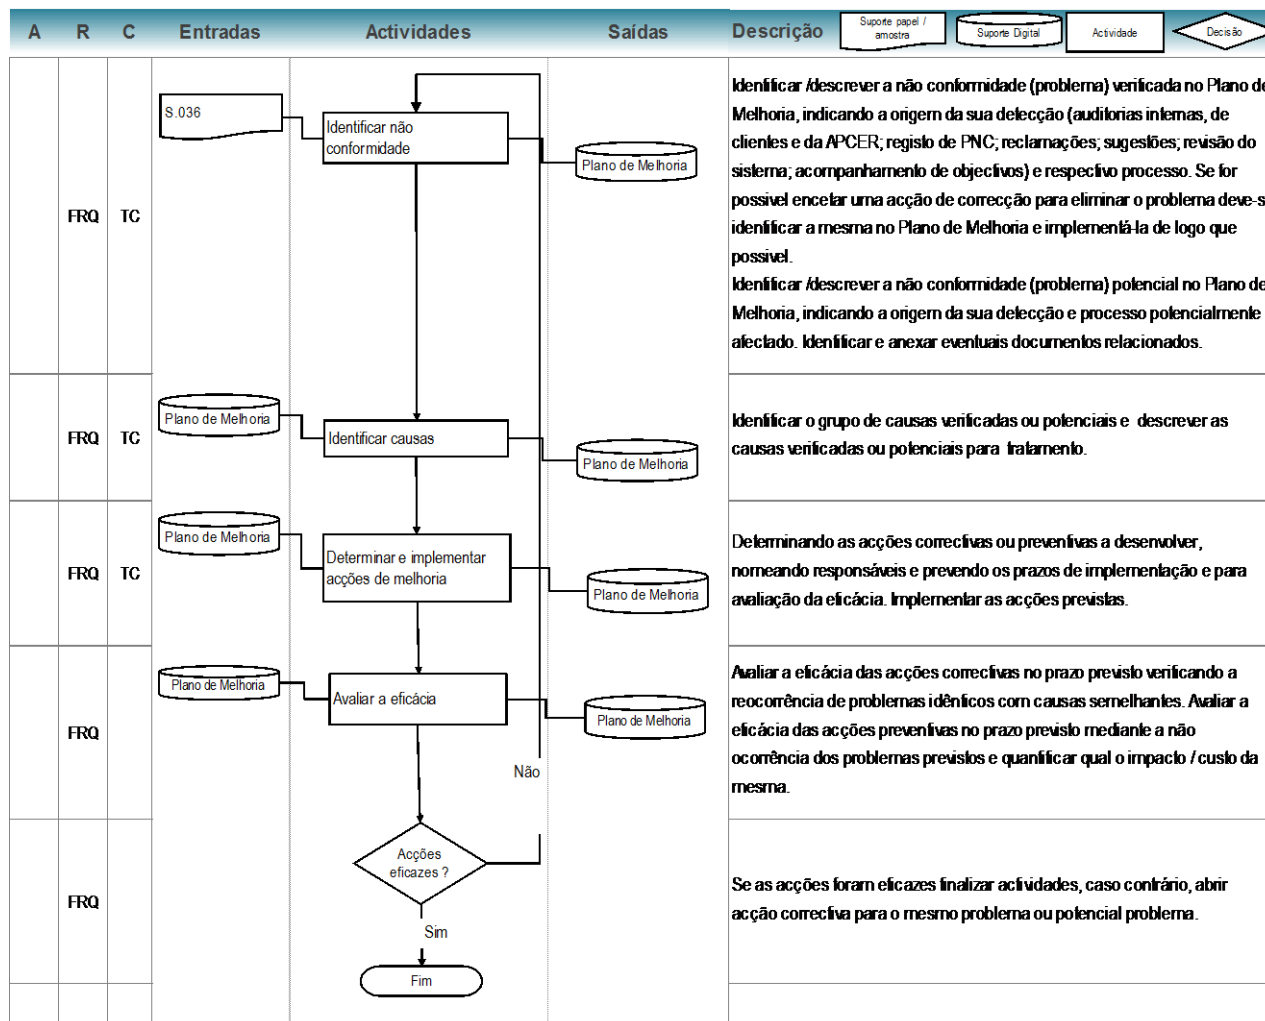 A R C Entradas Actividades Saídas Descrição
Suporte papel /
amostra
Suporte Digital
Actividade
Decisão
S.036
Identificar não
conformidade
Plano de Melhoria
FRQ TC
Identificar /descrever a não conformidade (problema) verificada no Plano de
Melhoria, indicando a origem da sua detecção (auditorias internas, de
clientes e da APCER; registo de PNC; reclamações; sugestões; revisão do
sistema; acompanhamento de objectivos) e respectivo processo. Se for
possivel encetar uma acção de correcção para eliminar o problema deve-s
identificar a mesma no Plano de Melhoria e implementá-la de logo que
possivel.
Identificar /descrever a não conformidade (problema) potencial no Plano de
Melhoria, indicando a origem da sua detecção e processo potencialmente
afectado. Identificar e anexar eventuais documentos relacionados.
FRQ TC
Plano de Melhoria
Identificar causas
Plano de Melhoria
Identificar o grupo de causas verificadas ou potenciais e descrever as
causas verificadas ou potenciais para tratamento.
FRQ TC
Plano de Melhoria
Determinar e implementar
acções de melhoria
Plano de Melhoria
Determinando as acções correctivas ou preventivas a desenvolver,
nomeando responsáveis e prevendo os prazos de implementação e para
avaliação da eficácia. Implementar as acções previstas.
FRQ
Plano de Melhoria
Avaliar a eficácia
Plano de Melhoria
Avaliar a eficácia das acções correctivas no prazo previsto verificando a
reocorrência de problemas idênticos com causas semelhantes. Avaliar a
eficácia das acções preventivas no prazo previsto mediante a não
ocorrência dos problemas previstos e quantificar qual o impacto / custo da
mesma.
Não
FRQ
Acções
eficazes ?
Sim
Fim
Se as acções foram eficazes finalizar actividades, caso contrário, abrir
acção correctiva para o mesmo problema ou potencial problema.